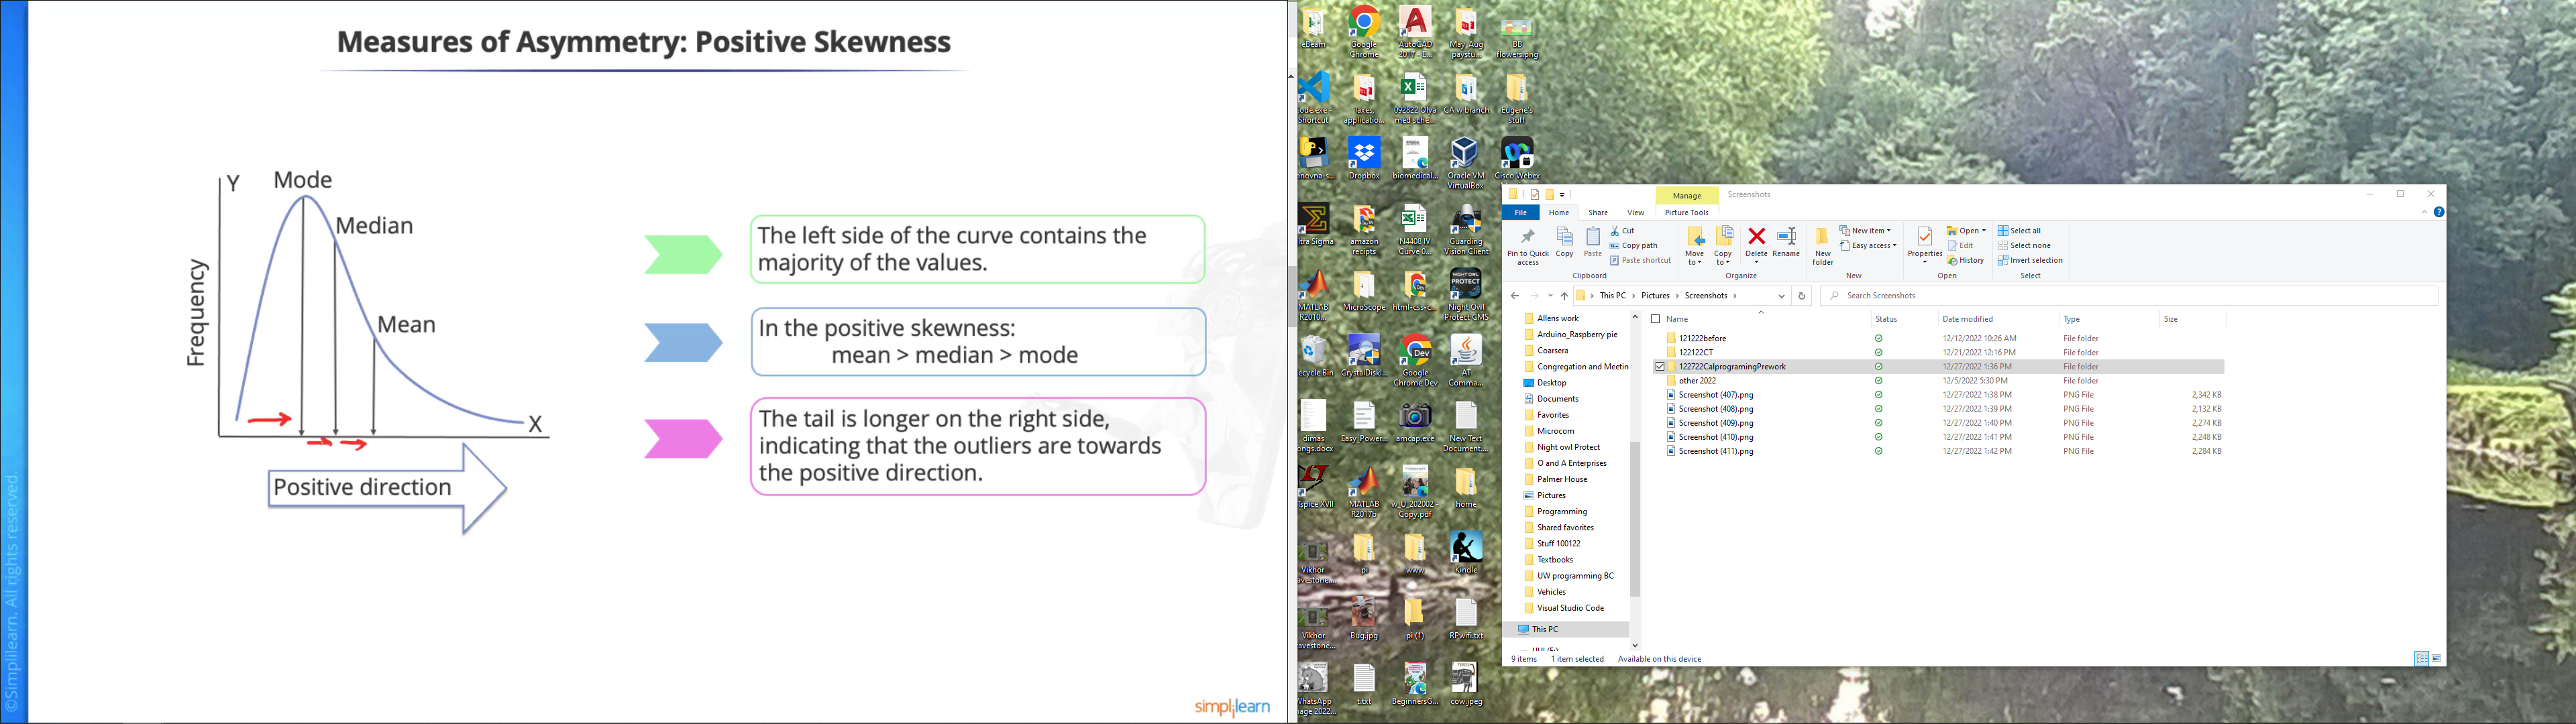 Measures of Asymmetry: Positive Skewness
Y
Mode
Median
Mean
Frequency
X
Positive direction
The left side of the curve contains the
majority of the values.
In the positive skewness:
mean > median > mode
The tail is longer on the right side,
indicating that the outliers are towards
the positive direction.
©Simplilearn. All rights reserved.
simplilearn
eBeam
Google
Chrome
AutoCAD
2017 - E...
May_Aug
paystu...
BB
flowers.png
ode.exe -
Shortcut
Taxes,
applicatio...
092822 Olya
med sche...
CA w branch
Eugene's
stuff
anovna-s...
Dropbox
biomedical...
Oracle VM
VirtualBox
Cisco Webex
ltra Sigma
amazon
recipts
N4408 IV
Curve 0...
Guarding
Vision Client
MATLAB
R2010...
MicroScope
html-css-c...
NIGHT OWL
PROTECT
Night Owl
Protect CMS
ecycle Bin
CrystalDiskI...
Dev
Google
Chrome Dev
AT
Comma...
dimas
ongs.docx
Easy_Power...
amcap.exe
New Text
Document...
tspice XVII
MATLAB
R2017b
w_U_202002 -
Copy.pdf
home
Vikhor
avestone...
pi
www
Kindle
Vikhor
avestone...
Bug.jpg
pi (1)
RPwifi.txt
WhatsApp
age 2022...
t.txt
BeginnersG...
cow.jpeg
Manage
Screenshots
File
Home
Share
View
Picture Tools
Pin to Quick
access
Copy
Paste
Cut
Copy path
Paste shortcut
Clipboard
Move
to
Copy
to
Delete
Rename
Organize
New
folder
New item
Easy access
New
Properties
Open
Edit
History
Open
Select all
Select none
Invert selection
Select
This PC > Pictures > Screenshots >
Search Screenshots
Allens work
Arduino_Raspberry pie
Coarsera
Congregation and Meetin
Desktop
Documents
Favorites
Microcom
Night owl Protect
O and A Enterprises
Palmer House
Pictures
Programming
Shared favorites
Stuff 100122
Textbooks
UW programming BC
Vehicles
Visual Studio Code
This PC
Name Status Date modified Type Size
121222before 12/12/2022 10:26 AM File folder
122122CT 12/21/2022 12:16 PM File folder
122722CalprogramingPrework 12/27/2022 1:36 PM File folder
other 2022 12/5/2022 5:30 PM File folder
Screenshot (407).png 12/27/2022 1:38 PM PNG File 2,342 KB
Screenshot (408).png 12/27/2022 1:39 PM PNG File 2,132 KB
Screenshot (409).png 12/27/2022 1:40 PM PNG File 2,274 KB
Screenshot (410).png 12/27/2022 1:41 PM PNG File 2,248 KB
Screenshot (411).png 12/27/2022 1:42 PM PNG File 2,284 KB
9 items 1 item selected Available on this device